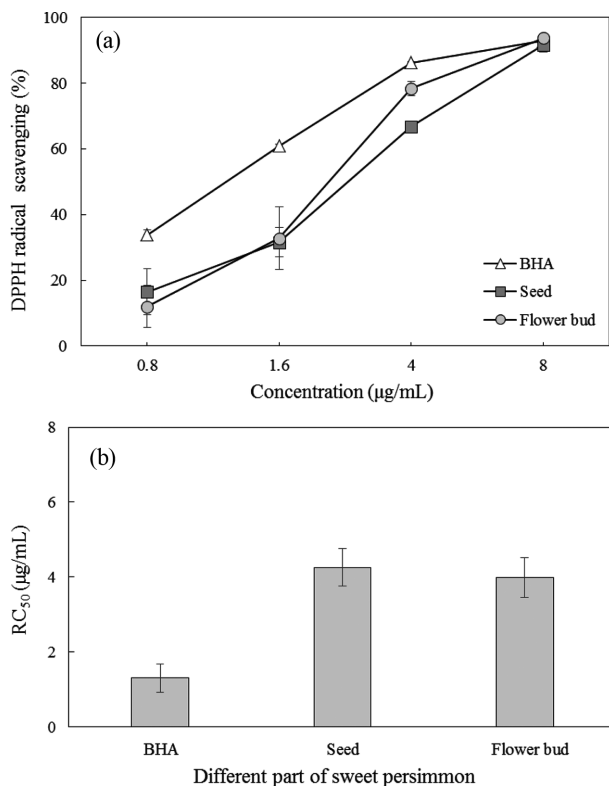 (a)
100
80
60
40
20
0
DPPH radical scavenging (%)
BHA
Seed
Flower bud
0.8 1.6 4 8
Concentration (μg/mL)
(b)
8
6
4
2
0
RC50 (μg/mL)
BHA Seed Flower bud
Different part of sweet persimmon